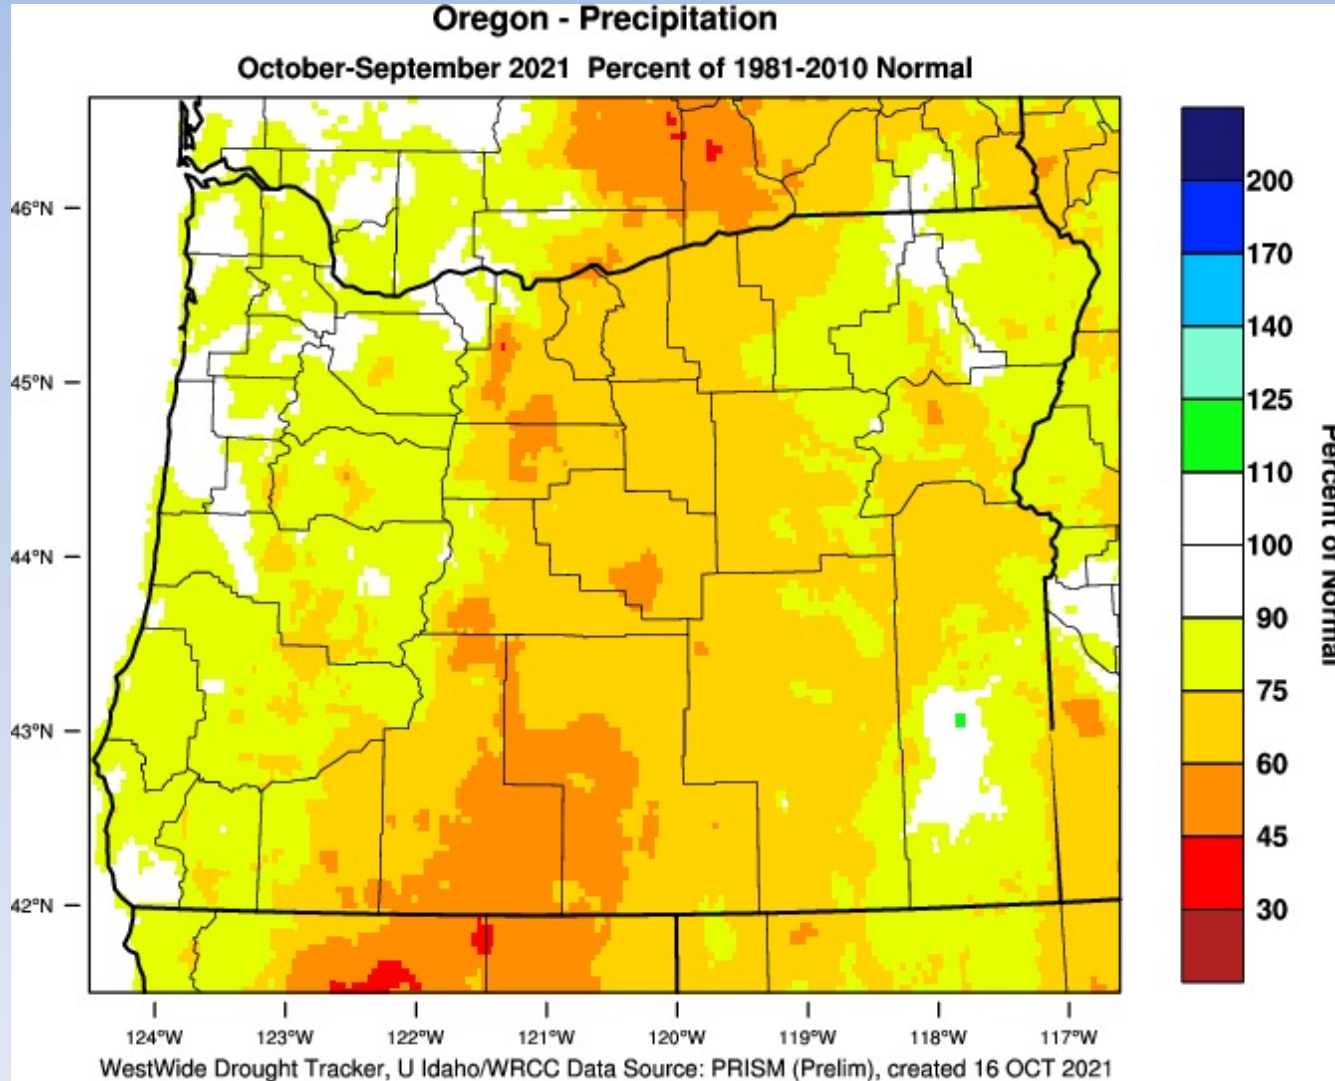 Oregon - Precipitation
October-September 2021 Percent of 1981-2010 Normal
46°N
45°N
44°N
43°N
42°N
124°W 123°W 122°W 121°W 120°W 119°W 118°W 117°W
200
170
140
125
110
100
90
75
60
45
30
Percent of Normal
WestWide Drought Tracker, U Idaho/WRCC Data Source: PRISM (Prelim), created 16 OCT 2021